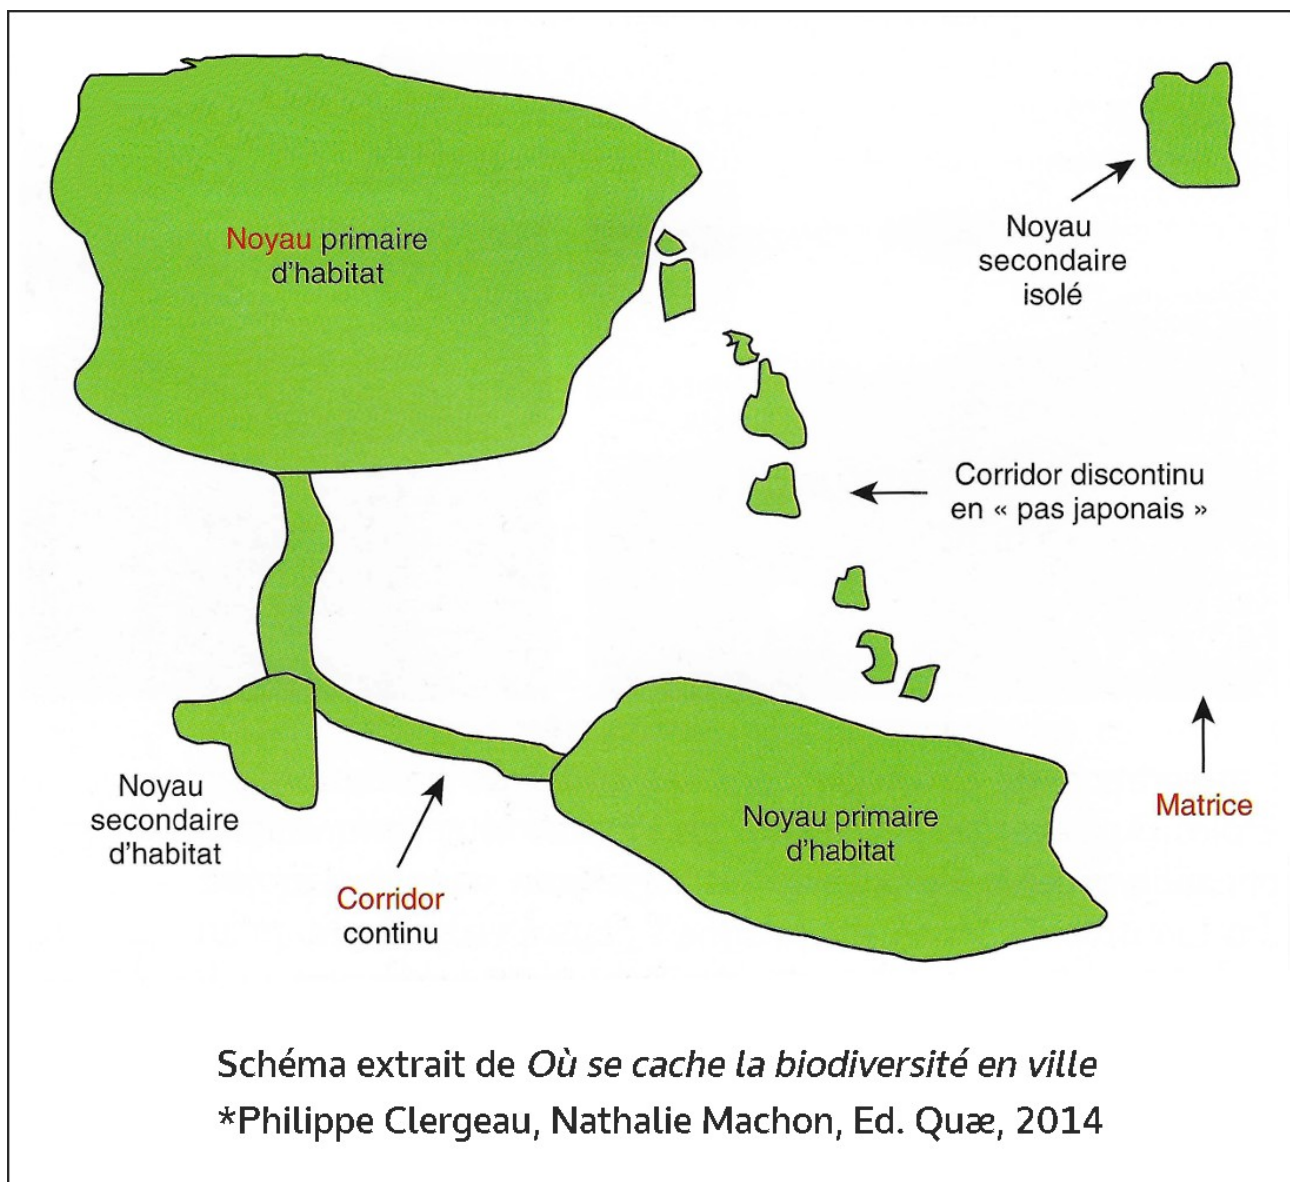 Noyau primaire
d'habitat
Noyau
secondaire
isolé
Corridor discontinu
en « pas japonais »
Noyau
secondaire
d'habitat
Corridor
continu
Noyau primaire
d'habitat
Matrice
Schéma extrait de Où se cache la biodiversité en ville
*Philippe Clergeau, Nathalie Machon, Ed. Quæ, 2014